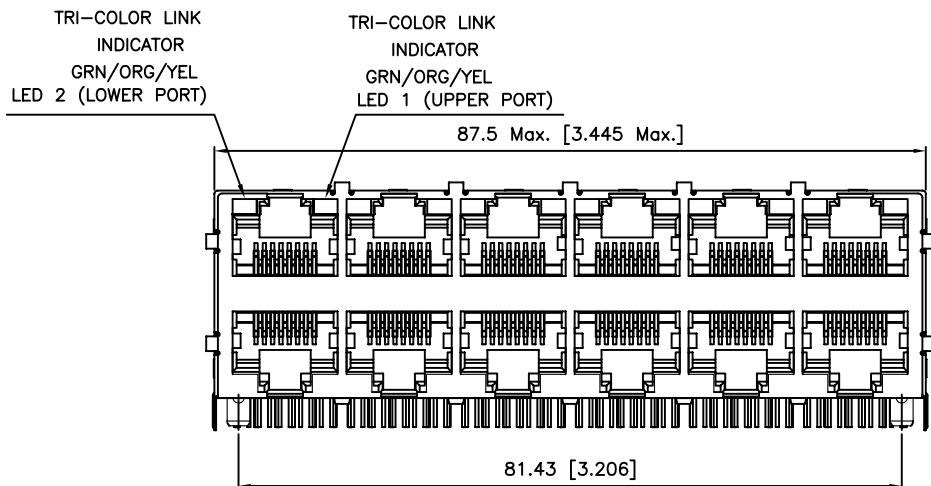 TRI-COLOR LINK
INDICATOR
GRN/ORG/YEL
LED 2 (LOWER PORT)
TRI-COLOR LINK
INDICATOR
GRN/ORG/YEL
LED 1 (UPPER PORT)
87.5 Max. [3.445 Max.]
81.43 [3.206]